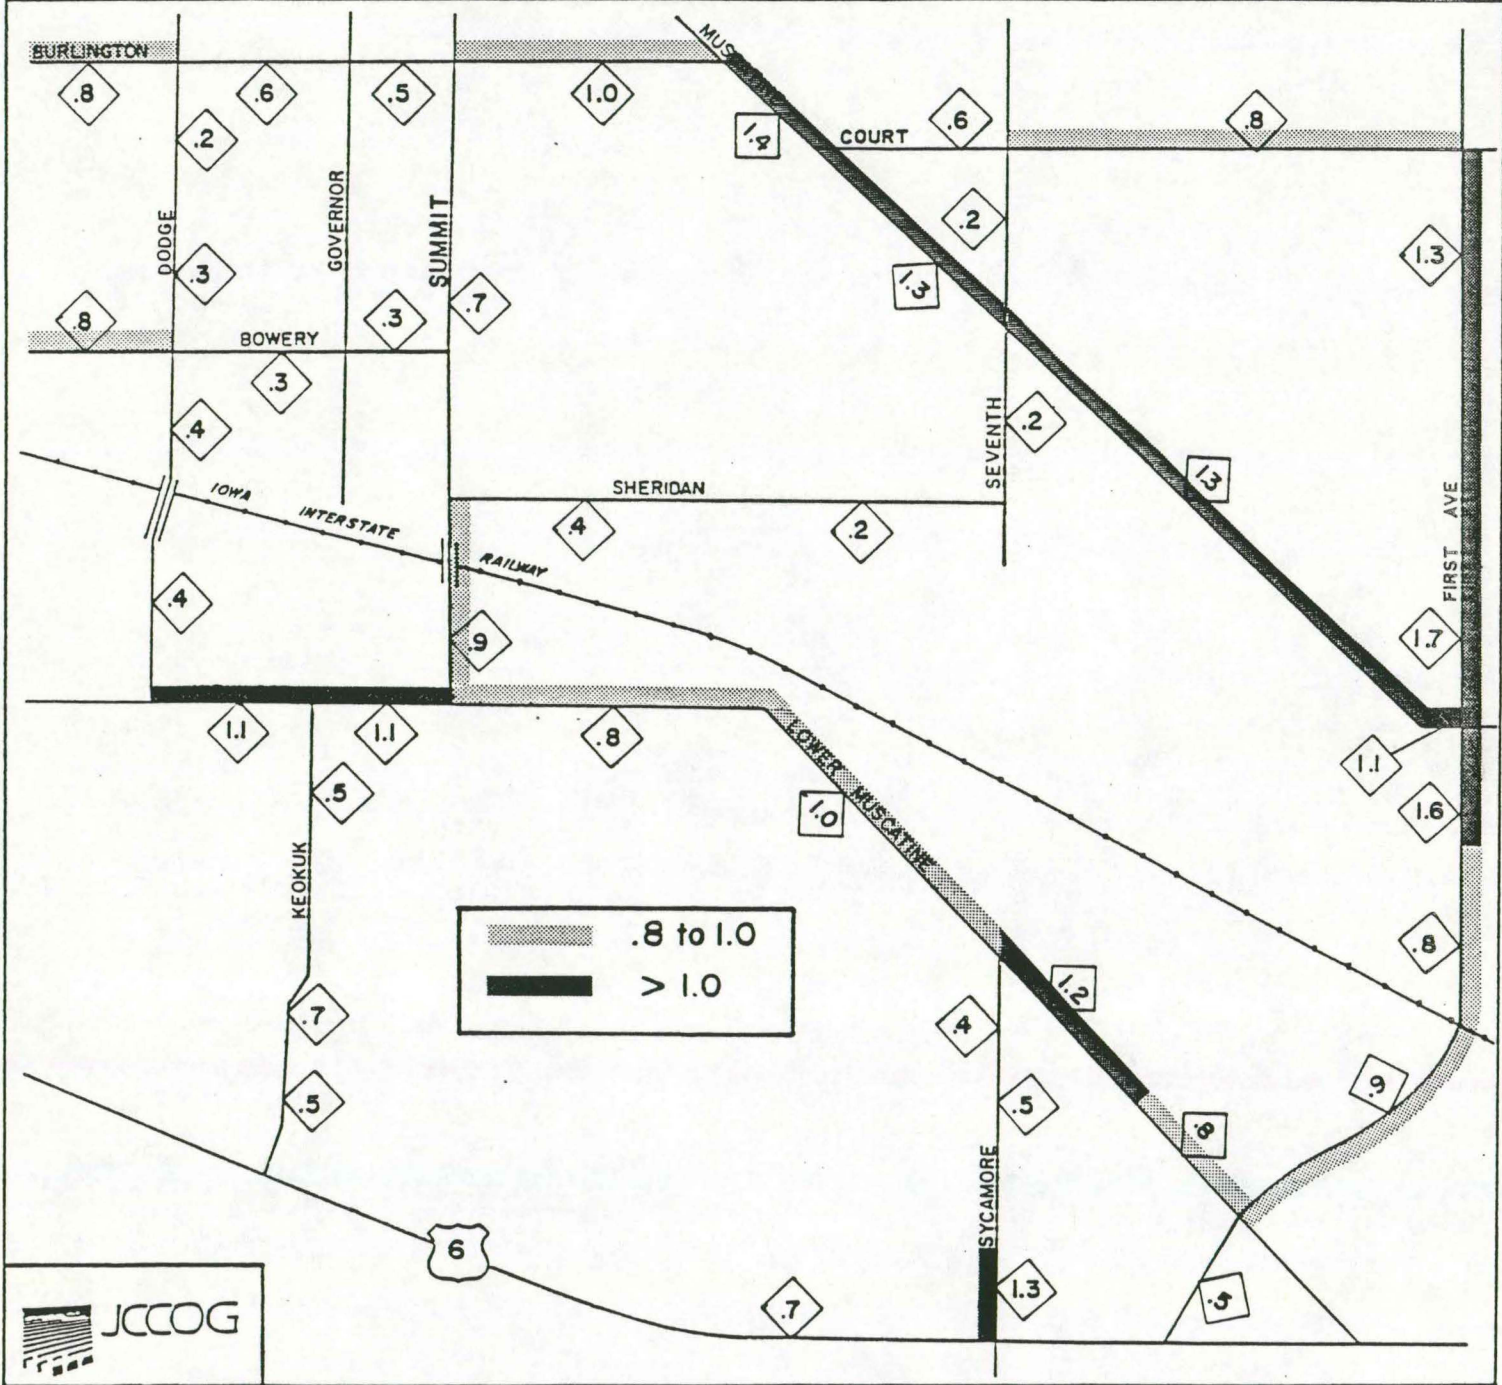 BURLINGTON
MUS
.8
.6
.5
1.0
.2
1.4
COURT
.6
.8
DODGE
GOVERNOR
SUMMIT
.3
.2
1.3
1.3
.8
BOWERY
.3
.7
.3
.4
SEVENTH
.2
1.3
FIRST AVE
SHERIDAN
IOWA INTERSTATE RAILWAY
.4
.2
.4
.9
1.7
1.1
1.1
.8
1.1
LOWER MUSCATINE
.5
1.0
1.6
KEOKUK
.8 to 1.0
> 1.0
.8
.7
.4
1.2
.5
.5
.9
.8
SYCAMORE
6
1.3
.5
.7
JCCOG